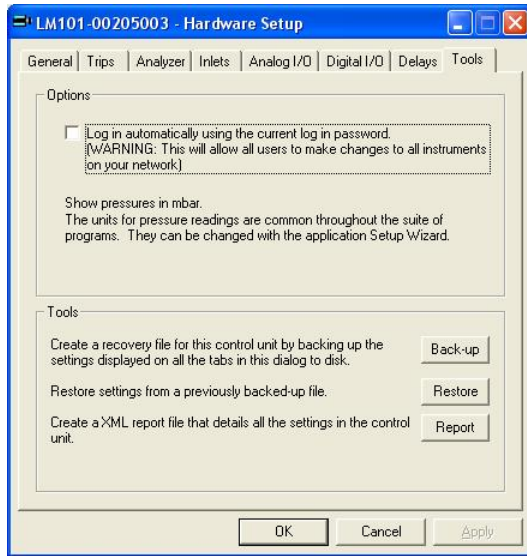 LM101-00205003 - Hardware Setup
General Trips Analyzer Inlets Analog I/O Digital I/O Delays Tools
Options
Log in automatically using the current log in password.
(WARNING: This will allow all users to make changes to all instruments
on your network)
Show pressures in mbar.
The units for pressure readings are common throughout the suite of
programs. They can be changed with the application Setup Wizard.
Tools
Create a recovery file for this control unit by backing up the
settings displayed on all the tabs in this dialog to disk.
Back-up
Restore settings from a previously backed-up file.
Restore
Create a XML report file that details all the settings in the control
unit.
Report
OK Cancel Apply